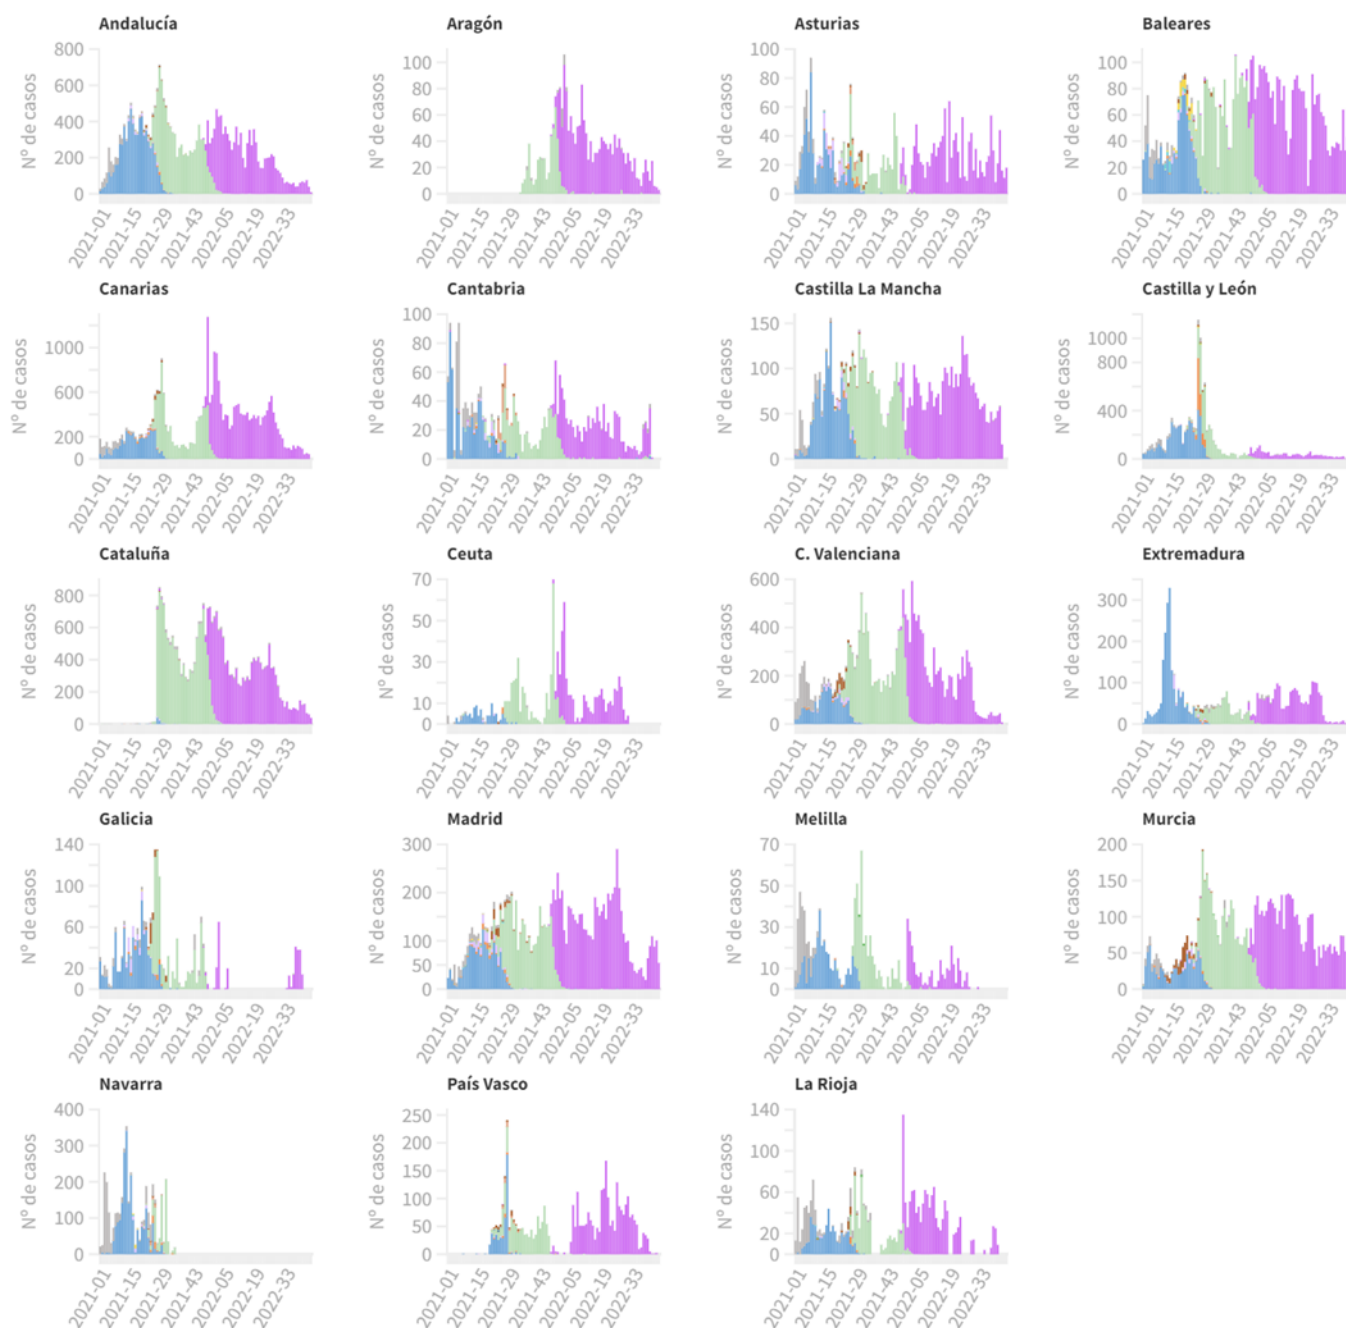 Andalucía
Aragón
Asturias
Baleares
Nº de casos
800
600
400
200
0
Nº de casos
100
80
60
40
20
0
Nº de casos
100
80
60
40
20
0
Nº de casos
100
80
60
40
20
0
2021-01 2021-15 2021-29 2021-43 2022-05 2022-19 2022-33
2021-01 2021-15 2021-29 2021-43 2022-05 2022-19 2022-33
2021-01 2021-15 2021-29 2021-43 2022-05 2022-19 2022-33
2021-01 2021-15 2021-29 2021-43 2022-05 2022-19 2022-33
Canarias
Cantabria
Castilla La Mancha
Castilla y León
Nº de casos
1000
600
200
0
Nº de casos
100
80
60
40
20
0
Nº de casos
150
100
50
0
Nº de casos
1000
800
400
0
2021-01 2021-15 2021-29 2021-43 2022-05 2022-19 2022-33
2021-01 2021-15 2021-29 2021-43 2022-05 2022-19 2022-33
2021-01 2021-15 2021-29 2021-43 2022-05 2022-19 2022-33
2021-01 2021-15 2021-29 2021-43 2022-05 2022-19 2022-33
Cataluña
Ceuta
C. Valenciana
Extremadura
Nº de casos
800
600
400
200
0
Nº de casos
70
50
30
10
0
Nº de casos
600
400
200
0
Nº de casos
300
200
100
0
2021-01 2021-15 2021-29 2021-43 2022-05 2022-19 2022-33
2021-01 2021-15 2021-29 2021-43 2022-05 2022-19 2022-33
2021-01 2021-15 2021-29 2021-43 2022-05 2022-19 2022-33
2021-01 2021-15 2021-29 2021-43 2022-05 2022-19 2022-33
Galicia
Madrid
Melilla
Murcia
Nº de casos
140
100
60
20
0
Nº de casos
300
200
100
50
0
Nº de casos
70
50
30
10
0
Nº de casos
200
150
100
50
0
2021-01 2021-15 2021-29 2021-43 2022-05 2022-19 2022-33
2021-01 2021-15 2021-29 2021-43 2022-05 2022-19 2022-33
2021-01 2021-15 2021-29 2021-43 2022-05 2022-19 2022-33
2021-01 2021-15 2021-29 2021-43 2022-05 2022-19 2022-33
Navarra
País Vasco
La Rioja
Nº de casos
400
300
200
100
0
Nº de casos
250
200
150
100
50
0
Nº de casos
140
100
60
20
0
2021-01 2021-15 2021-29 2021-43 2022-05 2022-19 2022-33
2021-01 2021-15 2021-29 2021-43 2022-05 2022-19 2022-33
2021-01 2021-15 2021-29 2021-43 2022-05 2022-19 2022-33